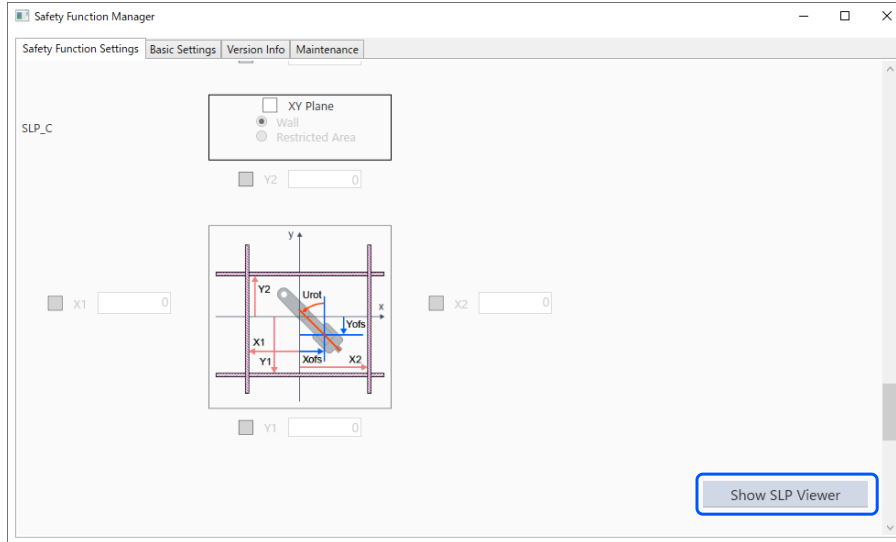 Safety Function Manager
Safety Function Settings Basic Settings Version Info Maintenance
SLP_C
XY Plane
Wall
Restricted Area
Y2 0
y
Y2
Urot
x
Yofs
X1
Y1
Xofs
X2
X1 0
X2 0
Y1 0
Show SLP Viewer